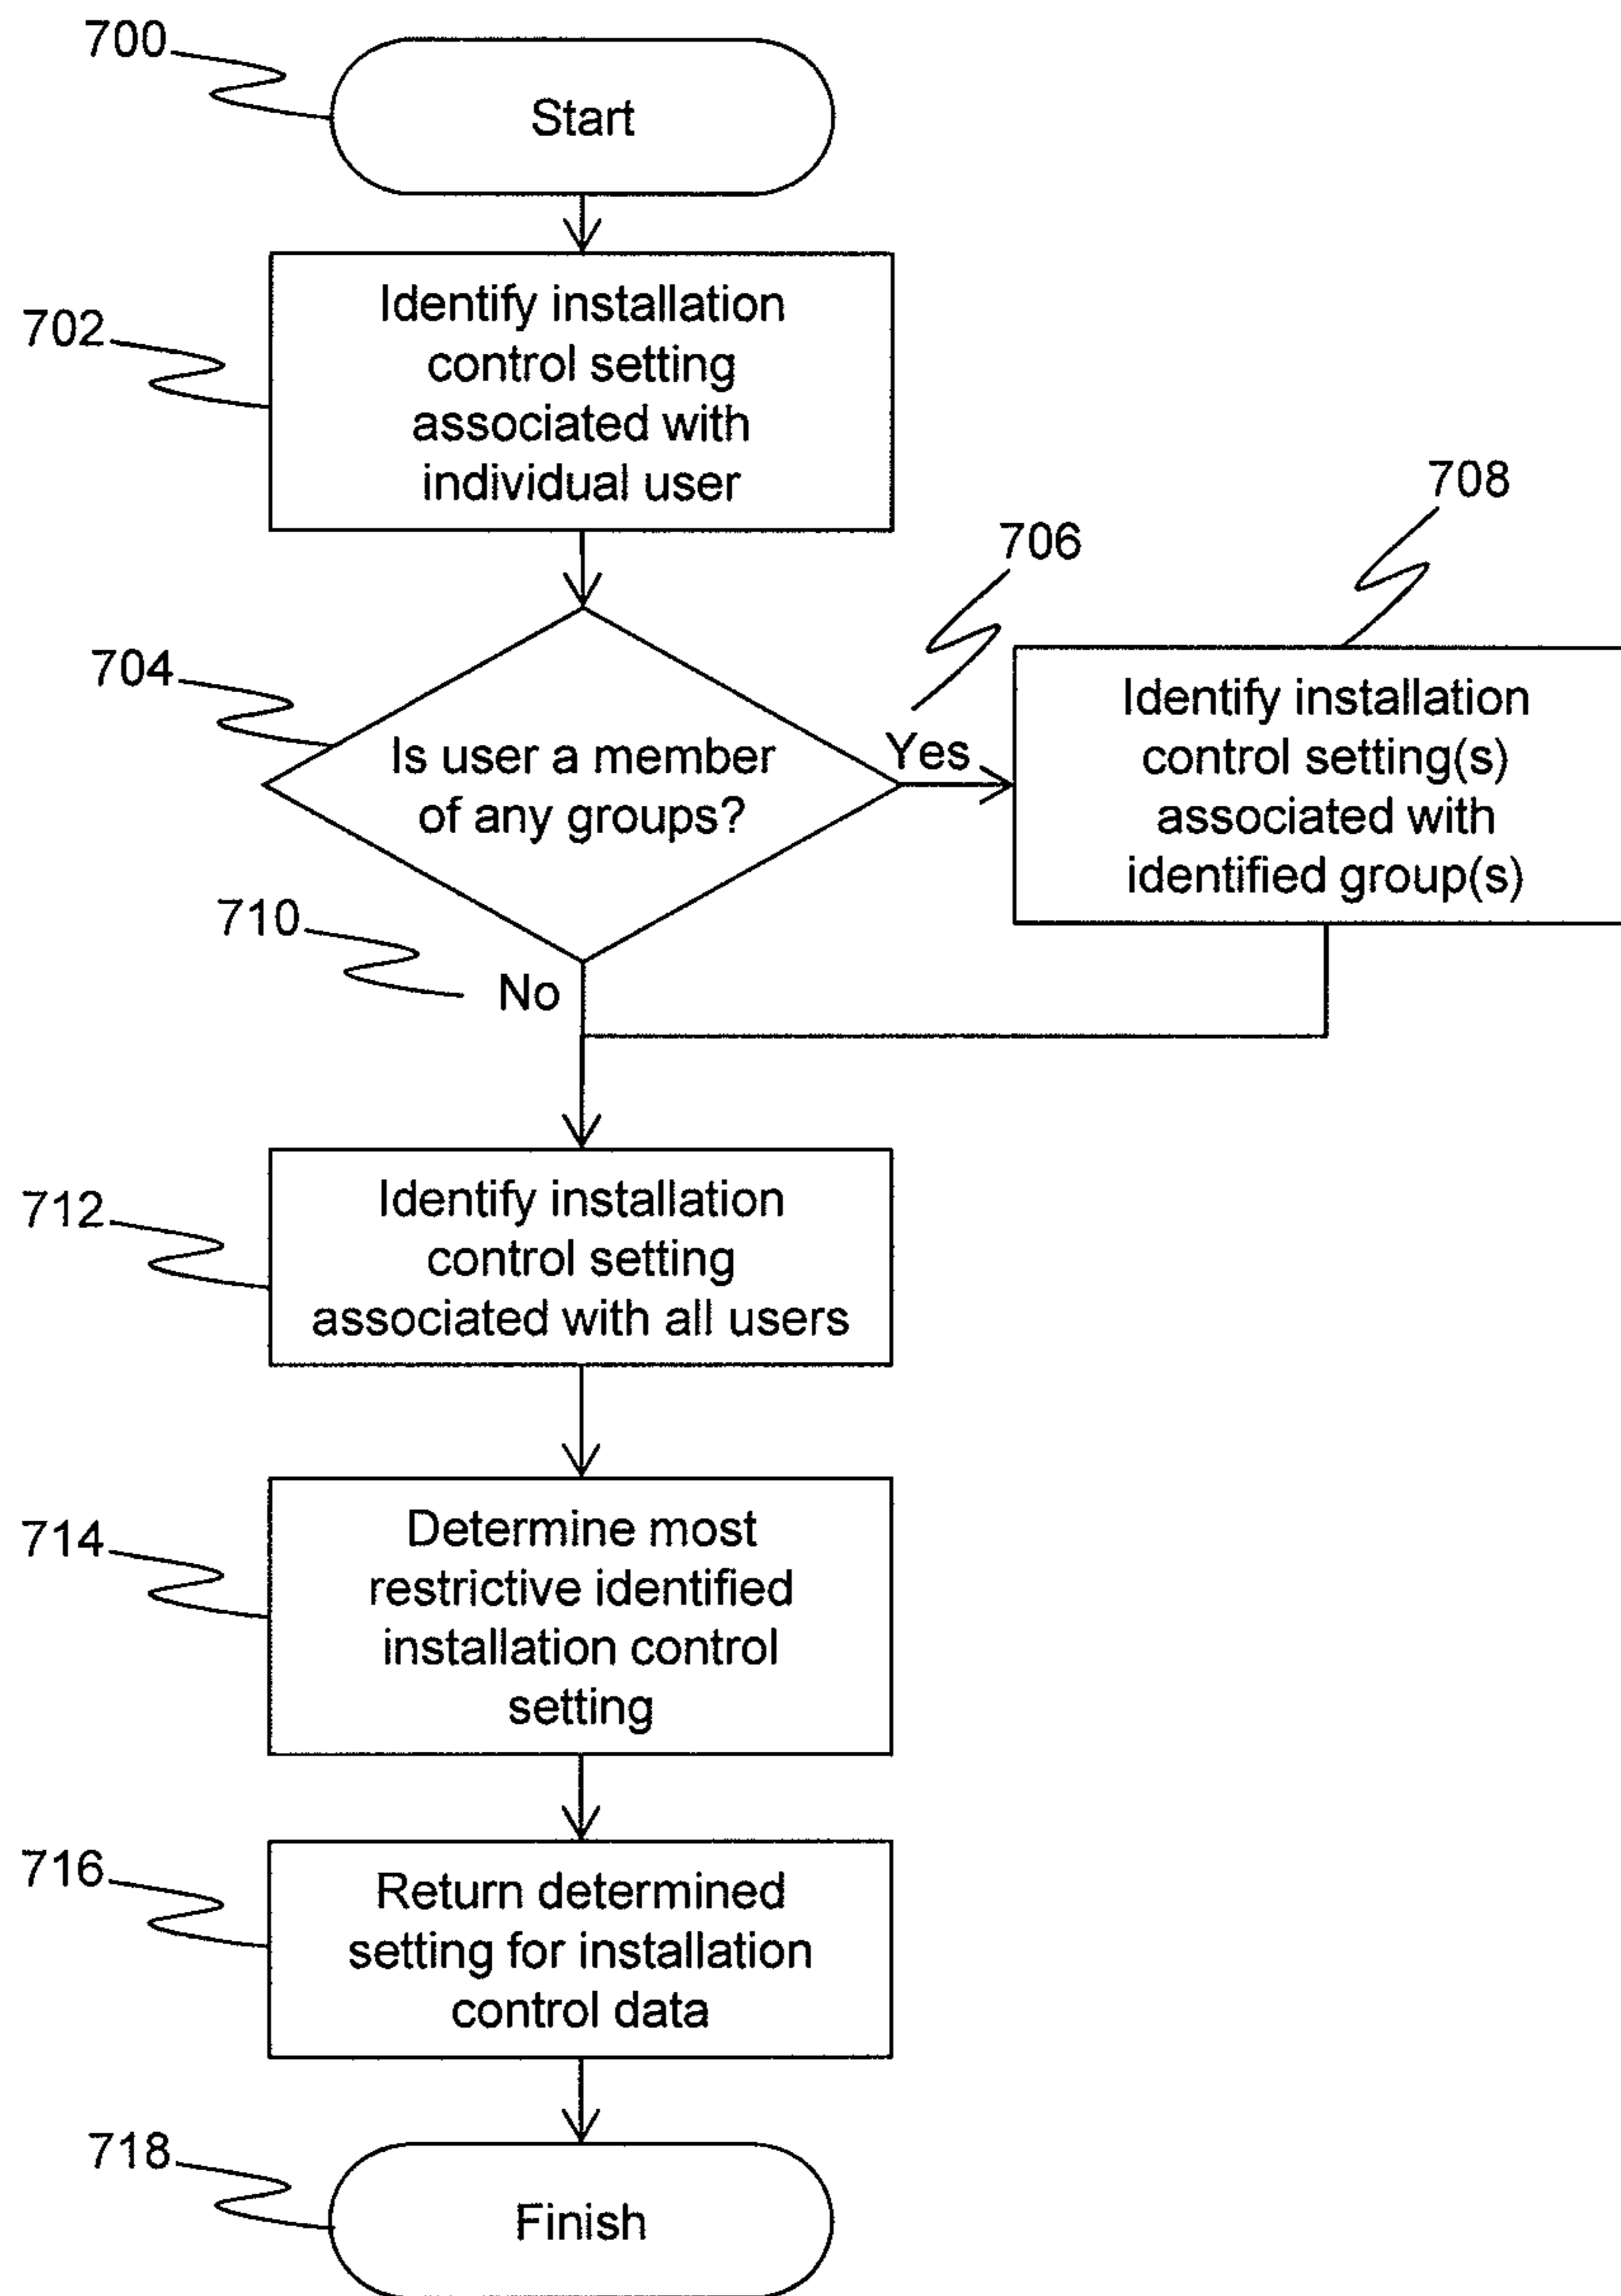 700
Start
702
Identify installation
control setting
associated with
individual user
708
706
704
Is user a member
of any groups?
Yes
Identify installation
control setting(s)
associated with
identified group(s)
710
No
712
Identify installation
control setting
associated with all users
714
Determine most
restrictive identified
installation control
setting
716
Return determined
setting for installation
control data
718
Finish